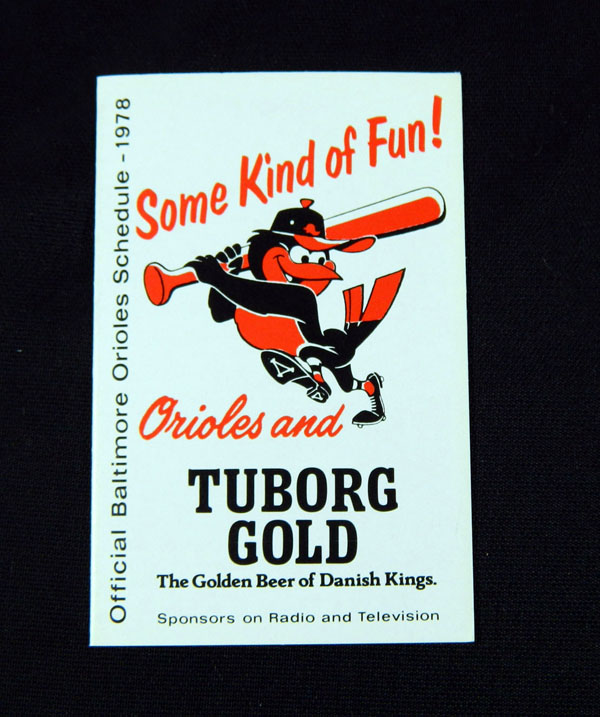 Official Baltimore Orioles Schedule - 1978
Some Kind of Fun!
Orioles and
TUBORG
GOLD
The Golden Beer of Danish Kings.
Sponsors on Radio and Television